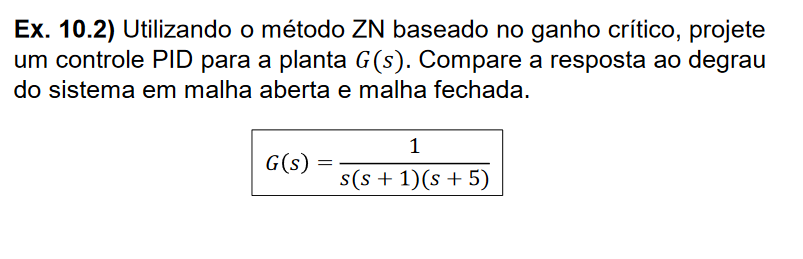 Ex. 10.2) Utilizando o método ZN baseado no ganho crítico, projete
um controle PID para a planta G(s). Compare a resposta ao degrau
do sistema em malha aberta e malha fechada.
G(s) = 1
s(s + 1)(s + 5)